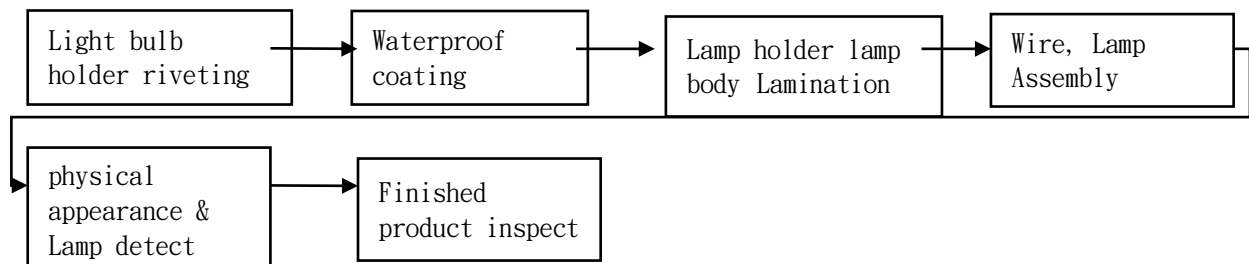 Light bulb
holder riveting
Waterproof
coating
Lamp holder lamp
body Lamination
Wire, Lamp
Assembly
physical
appearance &
Lamp detect
Finished
product inspect